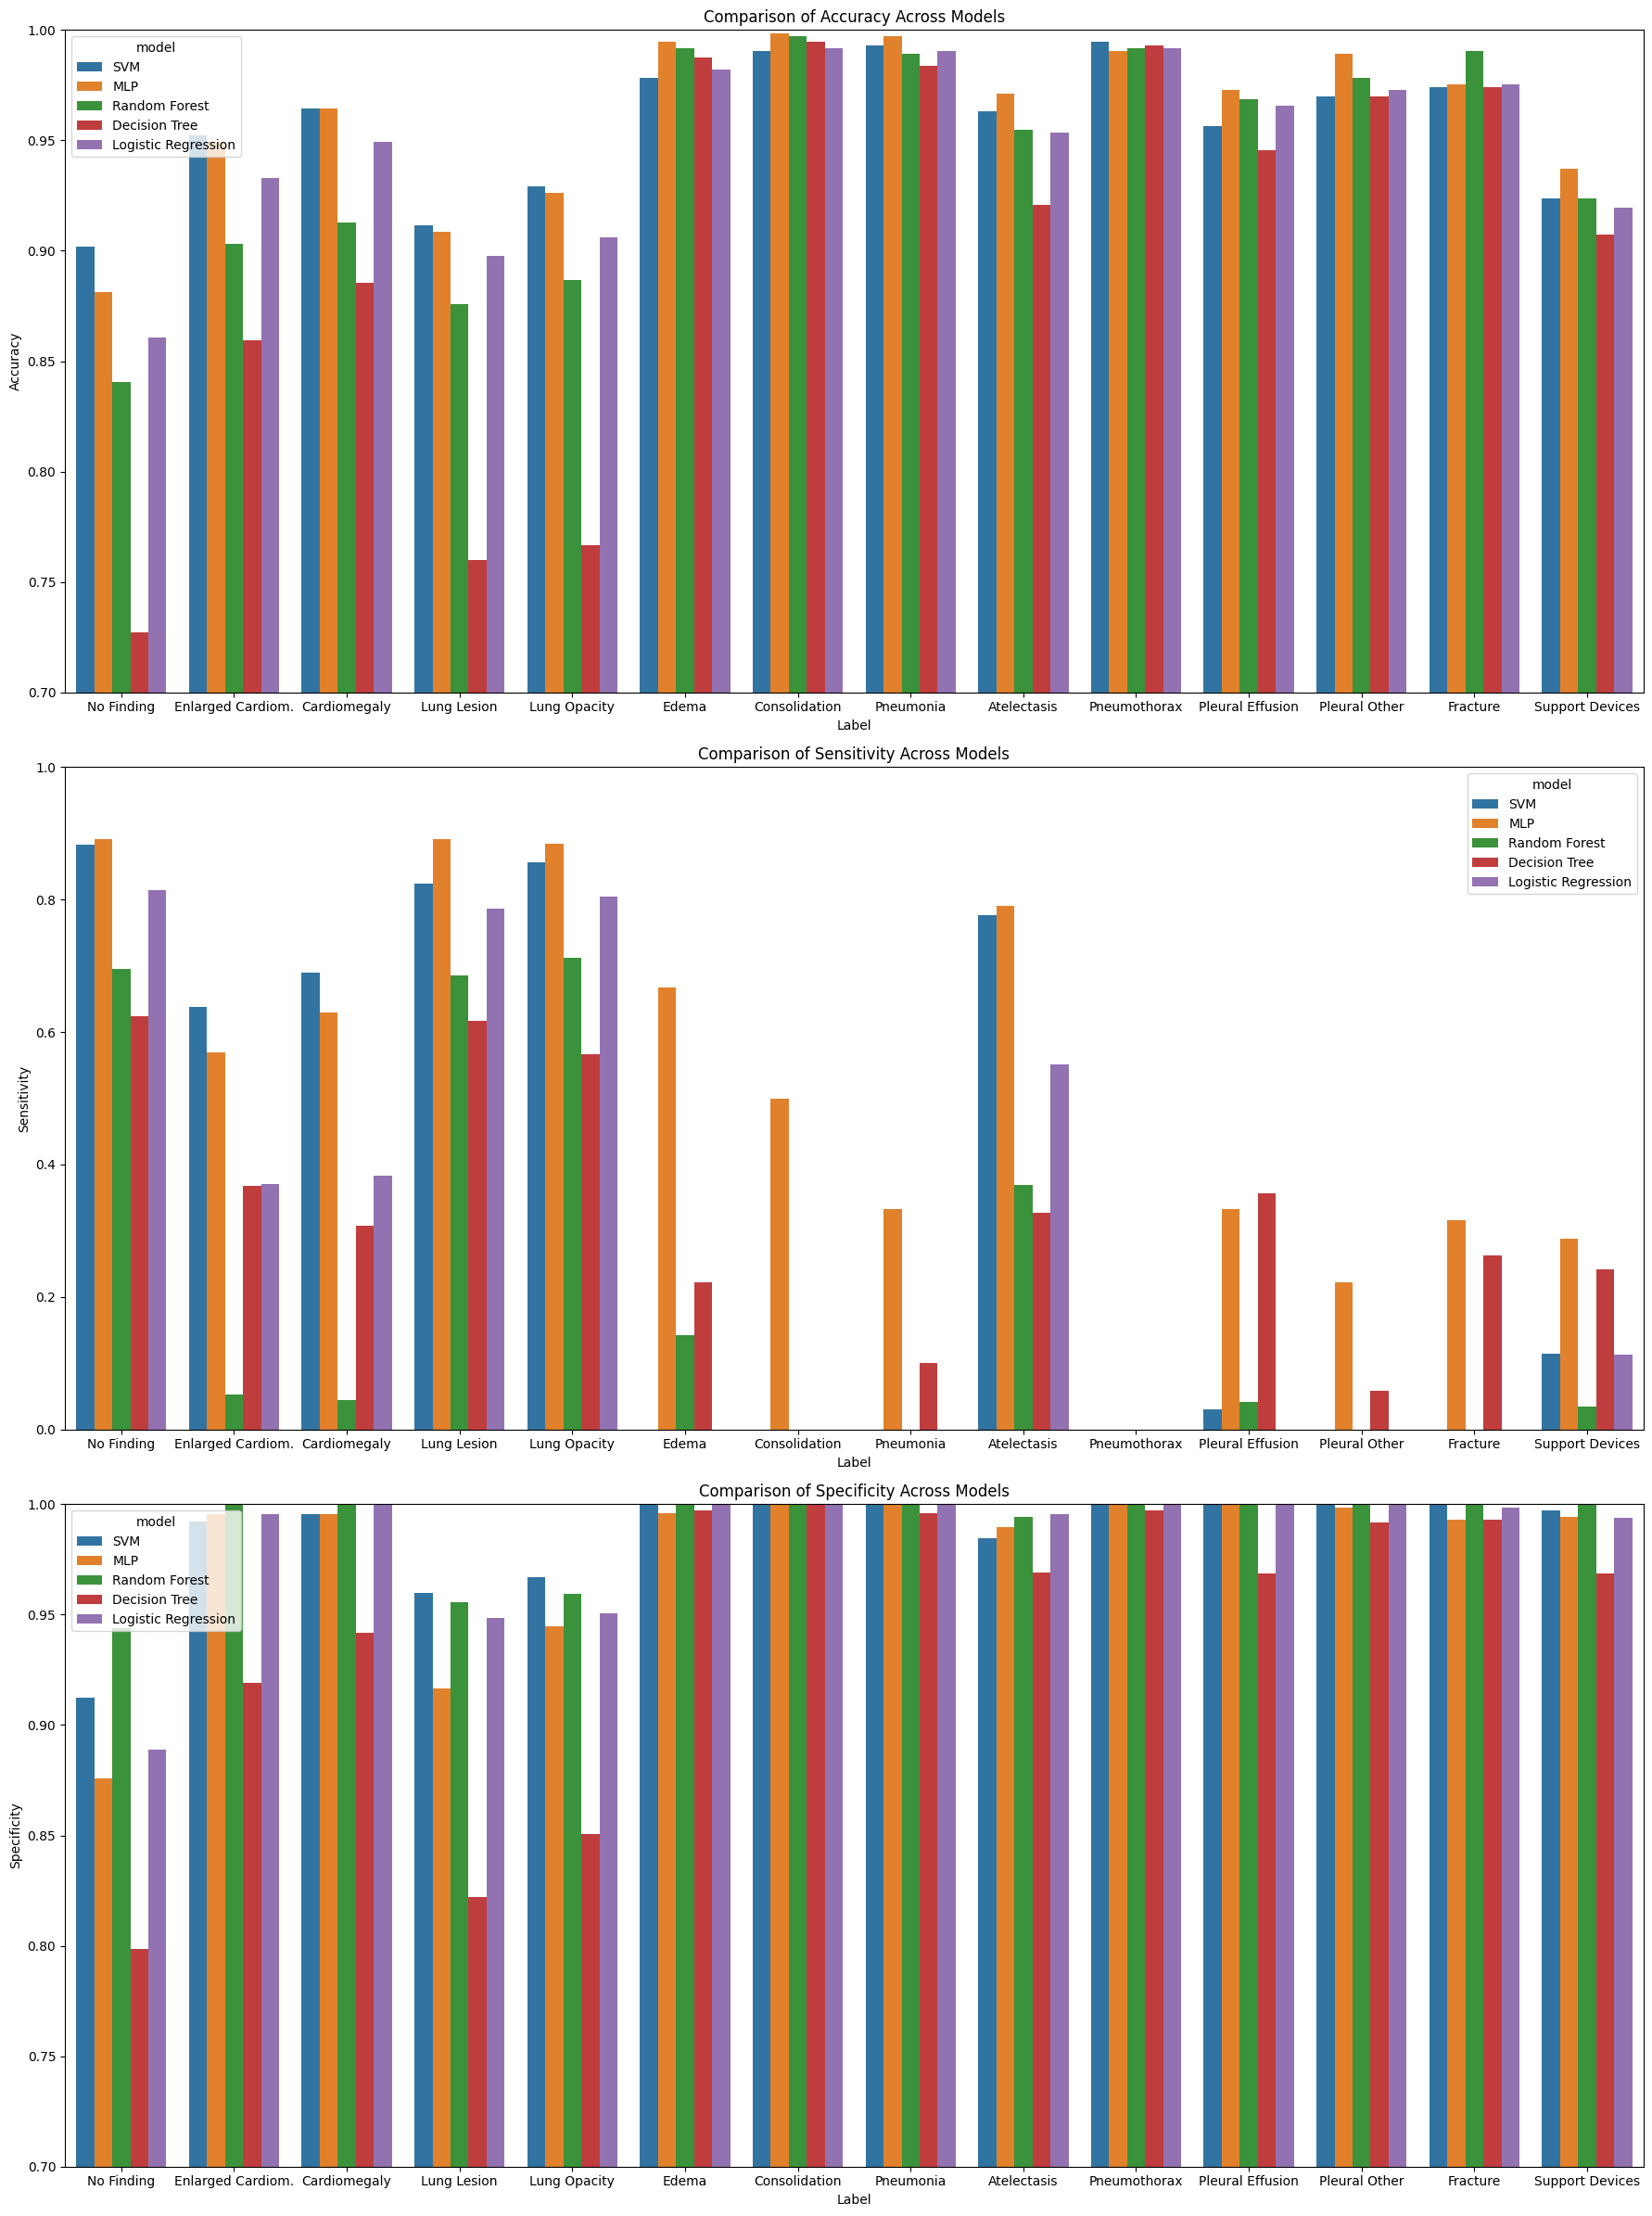 Comparison of Accuracy Across Models
1.00
0.95
0.90
0.85
0.80
0.75
0.70
Accuracy
model
SVM
MLP
Random Forest
Decision Tree
Logistic Regression
No Finding Enlarged Cardiom. Cardiomegaly Lung Lesion Lung Opacity Edema Consolidation Pneumonia Atelectasis Pneumothorax Pleural Effusion Pleural Other Fracture Support Devices
Label
Comparison of Sensitivity Across Models
1.0
0.8
0.6
0.4
0.2
0.0
Sensitivity
model
SVM
MLP
Random Forest
Decision Tree
Logistic Regression
No Finding Enlarged Cardiom. Cardiomegaly Lung Lesion Lung Opacity Edema Consolidation Pneumonia Atelectasis Pneumothorax Pleural Effusion Pleural Other Fracture Support Devices
Label
Comparison of Specificity Across Models
1.00
0.95
0.90
0.85
0.80
0.75
0.70
Specificity
model
SVM
MLP
Random Forest
Decision Tree
Logistic Regression
No Finding Enlarged Cardiom. Cardiomegaly Lung Lesion Lung Opacity Edema Consolidation Pneumonia Atelectasis Pneumothorax Pleural Effusion Pleural Other Fracture Support Devices
Label